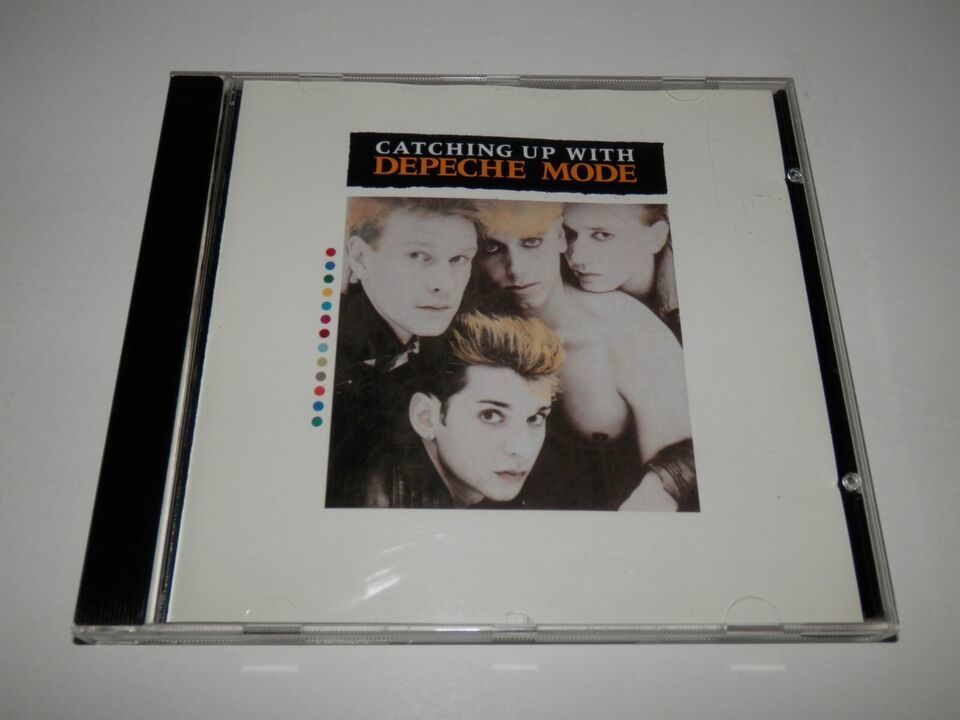 CATCHING UP WITH
DEPECHE MODE